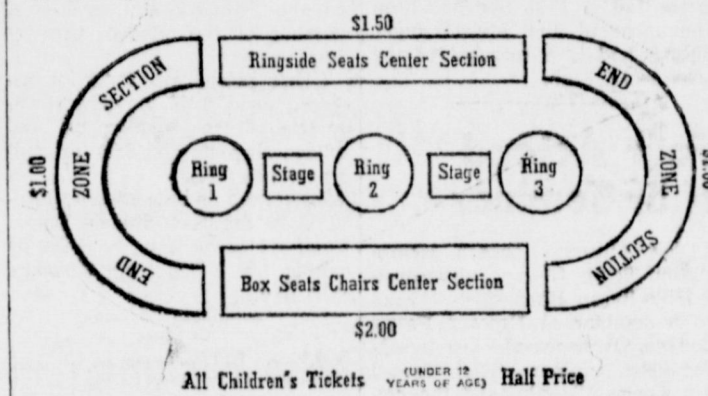 $1.50
Ringside Seats Center Section
END ZONE SECTION
$1.00
Ring 1
Stage
Ring 2
Stage
Ring 3
END ZONE SECTION
Box Seats Chairs Center Section
$2.00
All Children's Tickets (UNDER 12 YEARS OF AGE) Half Price